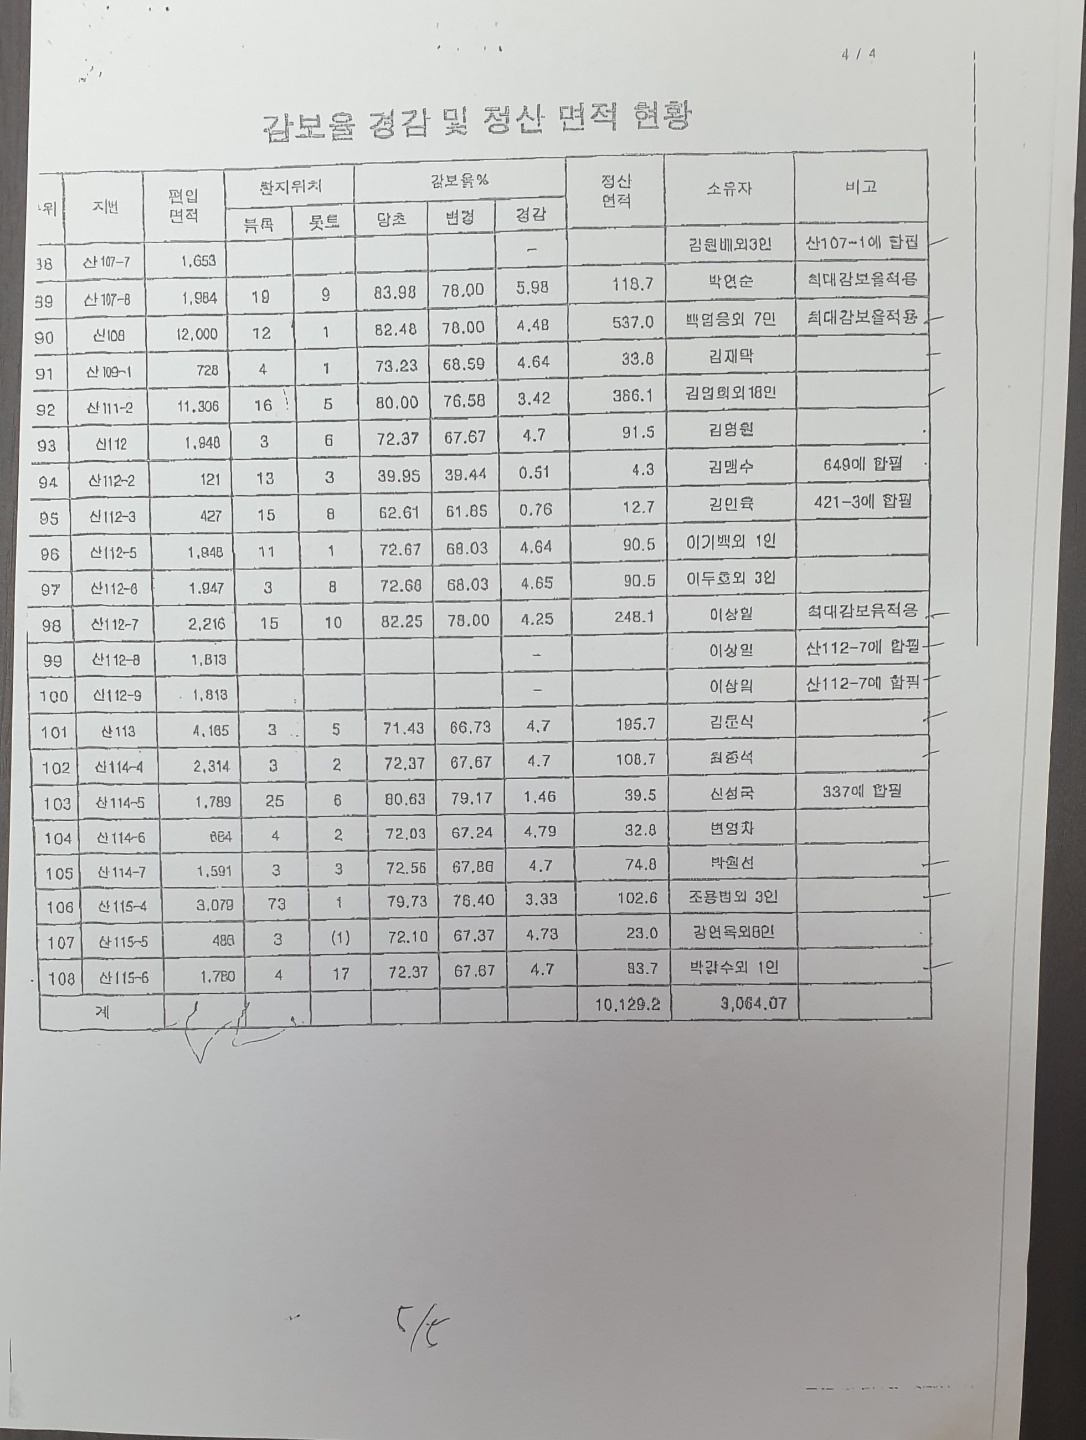 4 / 4
감보율 경감 및 청산 면적 현황
위 지번 편입면적 환지위치 감보율% 정산면적 소유자 비고
블록 롯트 당초 변경 경감
산107-7 1,653 – 김원배외3인 산107-1에 합필
89 산107-8 1,984 19 9 83.98 78.00 5.98 118.7 박연순 최대감보율적용
90 산108 12,000 12 1 82.48 78.00 4.48 537.0 7인 최대감보율적용
91 산109-1 728 4 1 73.23 68.59 4.64 33.8 김재막
92 산111-2 11,306 16 5 80.00 76.58 3.42 386.1
93 산112 1,948 3 6 72.37 67.67 4.7 91.5 김영원
94 산112-2 121 13 3 39.95 39.44 0.51 4.3 김맹수 649에 합필
95 산112-3 427 15 8 62.61 61.85 0.76 12.7 김인육 421-3에 합필
96 산112-5 1,948 11 1 72.67 68.03 4.64 90.5 이기백외 1인
97 산112-6 1,947 3 8 72.68 68.03 4.65 90.5 이두호외 3인
98 산112-7 2,216 15 10 82.25 78.00 4.25 248.1 이상일 최대감보율적용
99 산112-8 1,813 – 이상일 산112-7에 합필
100 산112-9 1,813 – 이상일 산112-7에 합필
101 산113 4,165 3 5 71.43 66.73 4.7 195.7 김문식
102 산114-4 2,314 3 2 72.37 67.67 4.7 108.7
103 산114-5 1,789 25 6 80.63 79.17 1.46 39.5 신성국 337에 합필
104 산114-6 684 4 2 72.03 67.24 4.79 32.8 변영차
105 산114-7 1,591 3 3 72.56 67.86 4.7 74.8 박원선
106 산115-4 3,079 73 1 79.73 76.40 3.33 102.6 조용범외 3인
107 산115-5 486 3 (1) 72.10 67.37 4.73 23.0
108 산115-6 1,780 4 17 72.37 67.67 4.7 83.7 박갑수외 1인
계 10,129.2 3,064.07